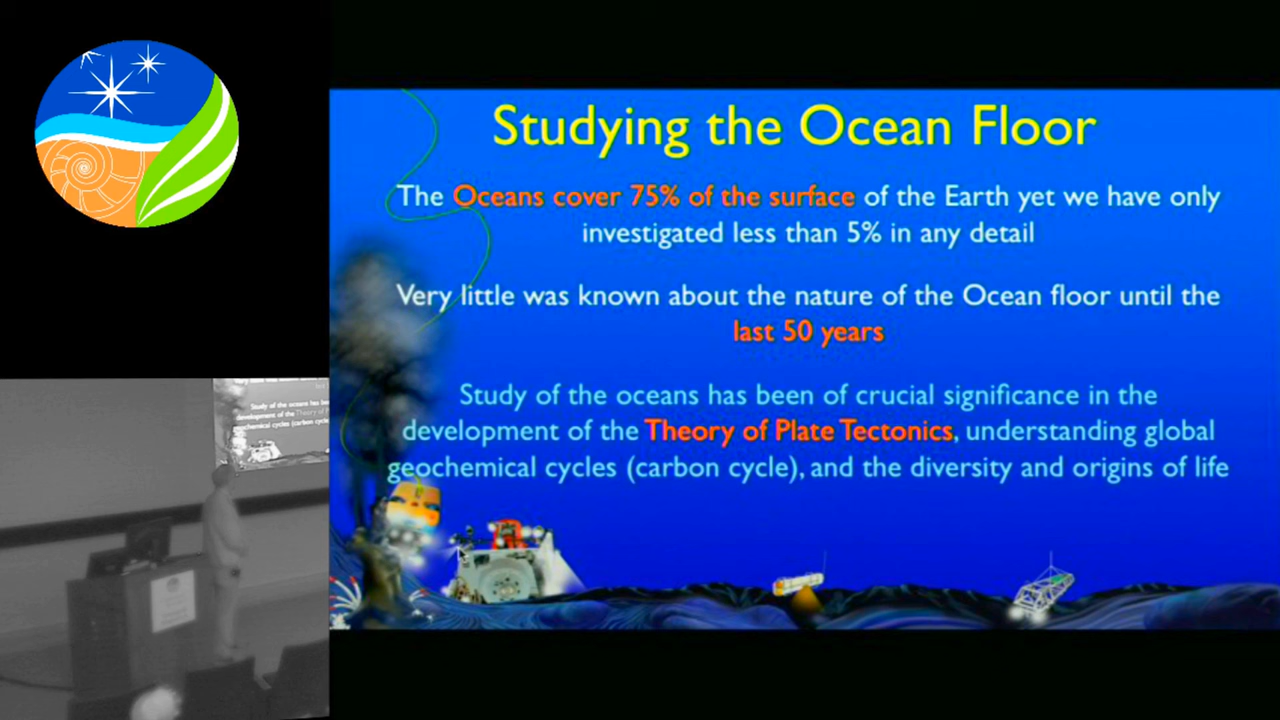 Studying the Ocean Floor
The Oceans cover 75% of the surface of the Earth yet we have only
investigated less than 5% in any detail
Very little was known about the nature of the Ocean floor until the
last 50 years
Study of the oceans has been of crucial significance in the
development of the Theory of Plate Tectonics, understanding global
geochemical cycles (carbon cycle), and the diversity and origins of life